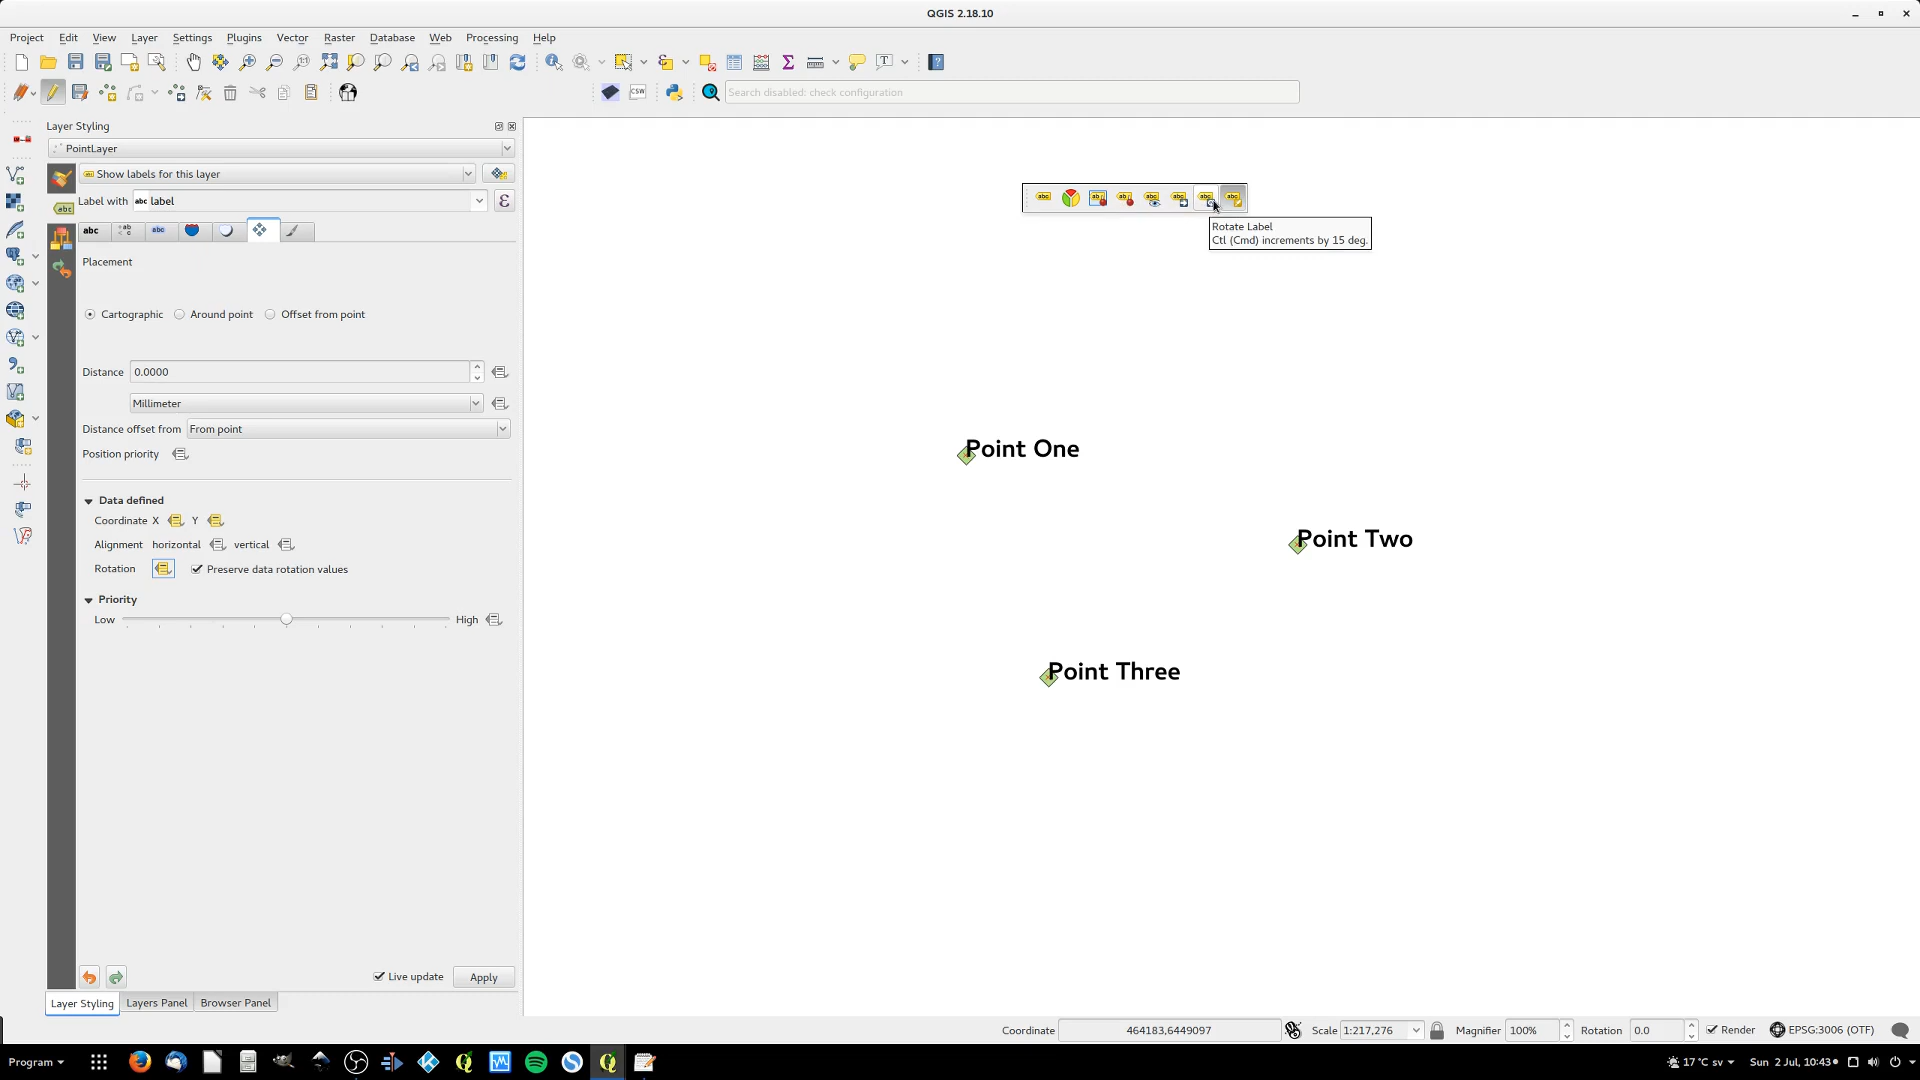 QGIS 2.18.10
Project Edit View Layer Settings Plugins Vector Raster Database Web Processing Help
CSW
Search disabled: check configuration
Layer Styling
PointLayer
Show labels for this layer
Label with abc label
abc
Placement
Cartographic Around point Offset from point
Distance 0.0000
Millimeter
Distance offset from From point
Position priority
Data defined
Coordinate X Y
Alignment horizontal vertical
Rotation Preserve data rotation values
Priority
Low High
Live update Apply
Layer Styling Layers Panel Browser Panel
Rotate Label
Ctl (Cmd) increments by 15 deg.
Point One
Point Two
Point Three
Coordinate 464183,6449097 Scale 1:217,276 Magnifier 100% Rotation 0.0 Render EPSG:3006 (OTF)
Program 17 °C sv Sun 2 Jul, 10:43